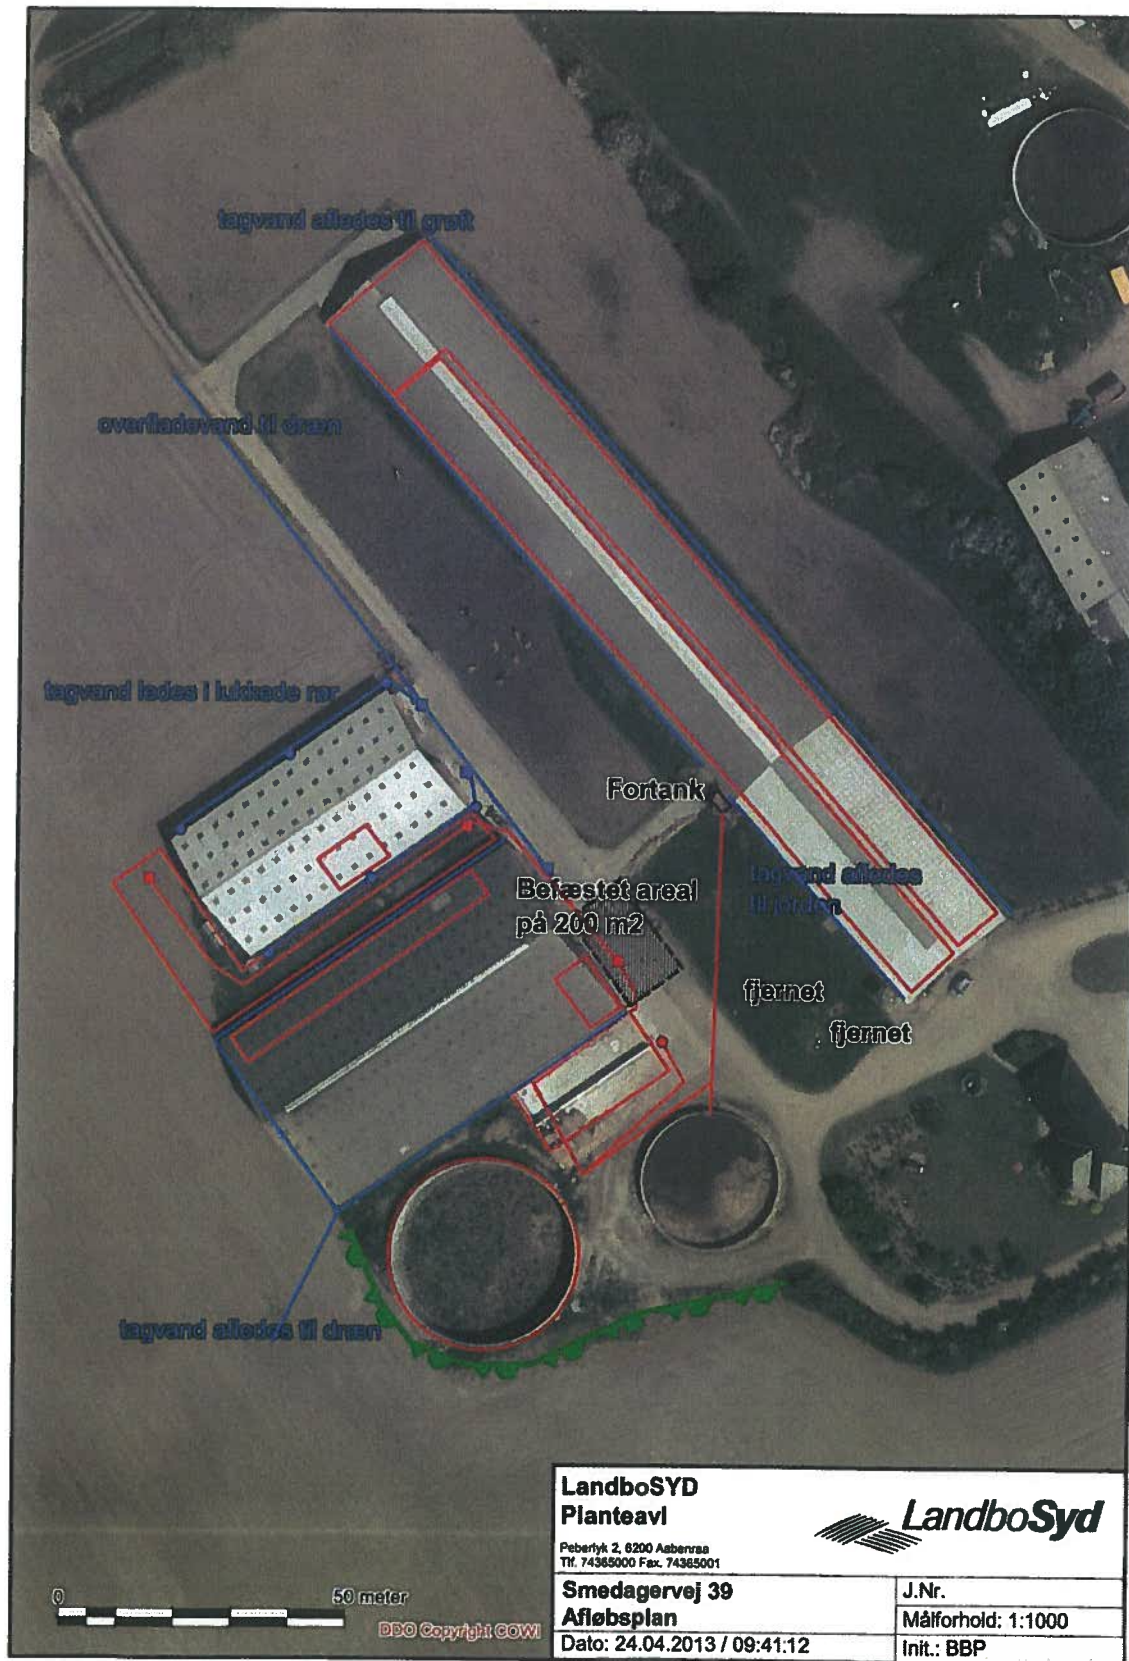 tagvand afledes til grøft
overfladevand til dræn
tagvand ledes i lukkede rør
Fortank
Befæstet areal
på 200 m2
tagvand afledes
til jorden
fjernet
fjernet
tagvand afledes til dræn
0 50 meter
DDO Copyright COWI
LandboSYD
Planteavl
LandboSyd
Peberlyk 2, 6200 Aabenraa
Tlf. 74365000 Fax. 74365001
Smedagervej 39
Afløbsplan
J.Nr.
Målforhold: 1:1000
Dato: 24.04.2013 / 09:41:12
Init.: BBP